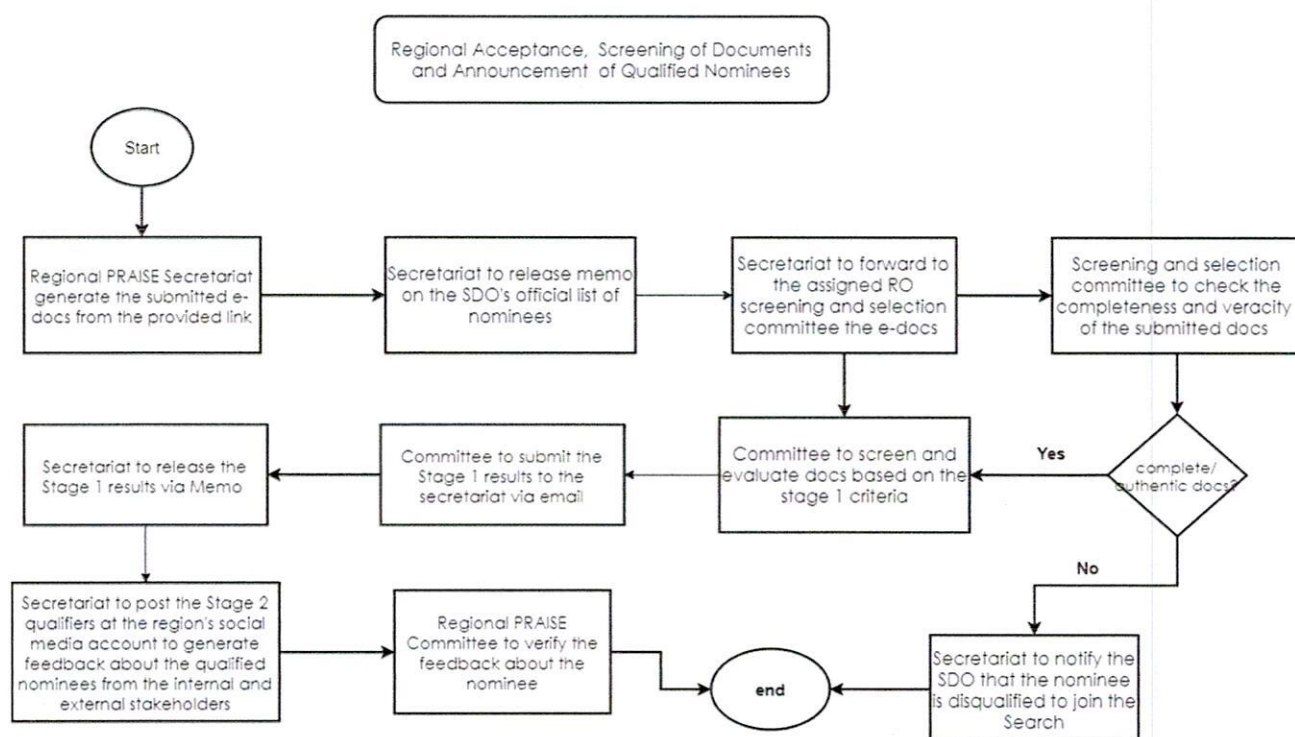 Regional Acceptance, Screening of Documents
and Announcement of Qualified Nominees
Start
Regional PRAISE Secretariat
generate the submitted e-
docs from the provided link
Secretariat to release memo
on the SDO's official list of
nominees
Secretariat to forward to
the assigned RO
screening and selection
committee the e-docs
Screening and selection
committee to check the
completeness and veracity
of the submitted docs
complete/
authentic docs?
Yes
No
Committee to screen and
evaluate docs based on the
stage 1 criteria
Committee to submit the
Stage 1 results to the
secretariat via email
Secretariat to release the
Stage 1 results via Memo
Secretariat to post the Stage 2
qualifiers at the region's social
media account to generate
feedback about the qualified
nominees from the internal and
external stakeholders
Regional PRAISE
Committee to verify the
feedback about the
nominee
end
Secretariat to notify the
SDO that the nominee
is disqualified to join the
Search